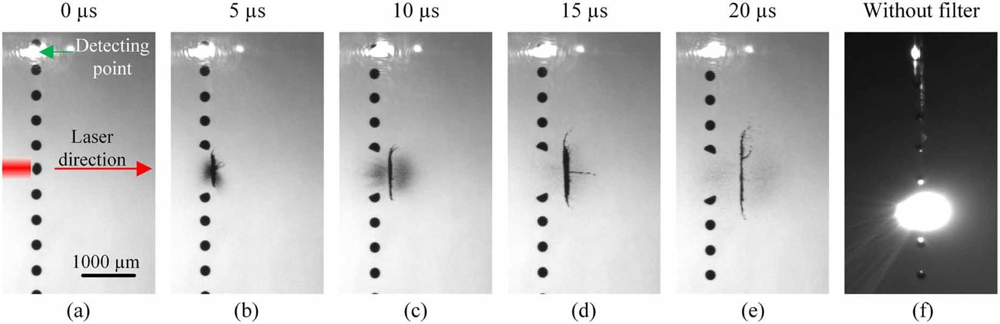 0 µs
5 µs
10 µs
15 µs
20 µs
Without filter
Detecting
point
Laser
direction
1000 µm
(a)
(b)
(c)
(d)
(e)
(f)